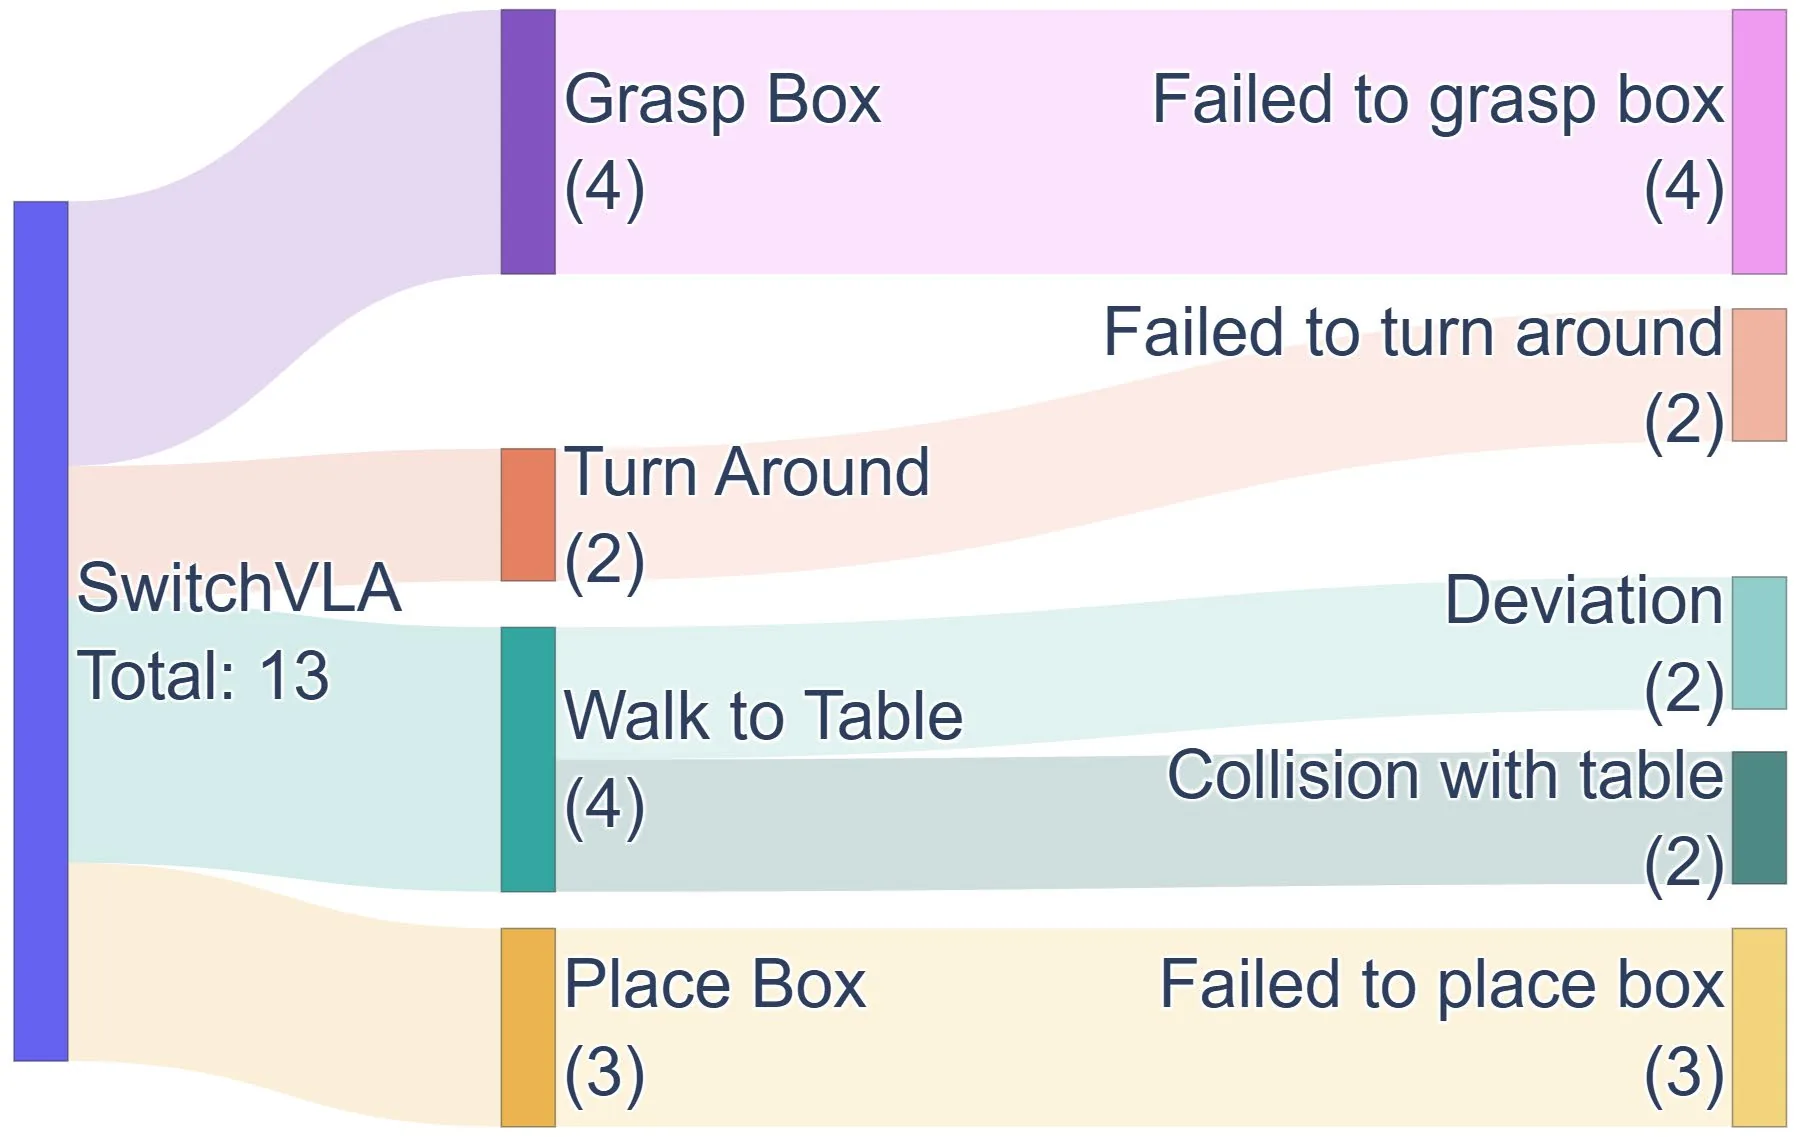 Grasp Box
(4)
Failed to grasp box
(4)
Failed to turn around
(2)
Turn Around
(2)
SwitchVLA
Total: 13
Deviation
(2)
Walk to Table
(4)
Collision with table
(2)
Place Box
(3)
Failed to place box
(3)